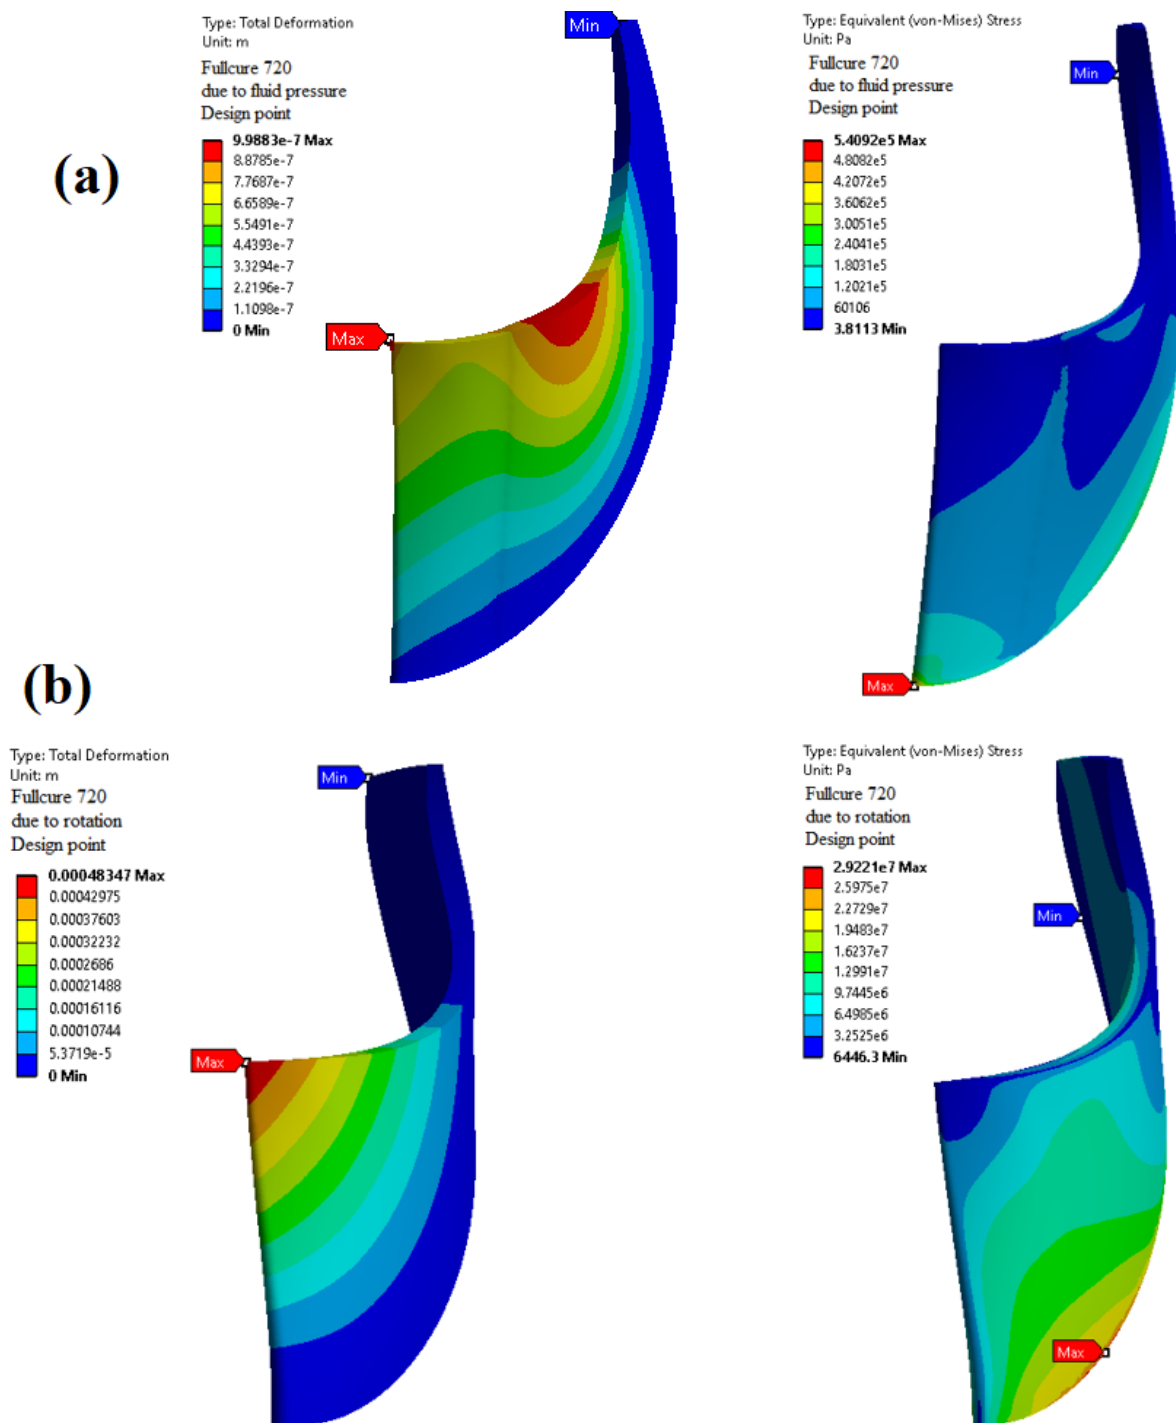 Type: Total Deformation
Unit: m
Fullcure 720
due to fluid pressure
Design point
9.9883e-7 Max
8.8785e-7
7.7687e-7
6.6589e-7
5.5491e-7
4.4393e-7
3.3294e-7
2.2196e-7
1.1098e-7
0 Min
Min
Max
(a)
Type: Equivalent (von-Mises) Stress
Unit: Pa
Fullcure 720
due to fluid pressure
Design point
5.4092e5 Max
4.8082e5
4.2072e5
3.6062e5
3.0051e5
2.4041e5
1.8031e5
1.2021e5
60106
3.8113 Min
Min
Max
(b)
Type: Total Deformation
Unit: m
Fullcure 720
due to rotation
Design point
0.00048347 Max
0.00042975
0.00037603
0.00032232
0.0002686
0.00021488
0.00016116
0.00010744
5.3719e-5
0 Min
Min
Max
Type: Equivalent (von-Mises) Stress
Unit: Pa
Fullcure 720
due to rotation
Design point
2.9221e7 Max
2.5975e7
2.2729e7
1.9483e7
1.6237e7
1.2991e7
9.7445e6
6.4985e6
3.2525e6
6446.3 Min
Min
Max